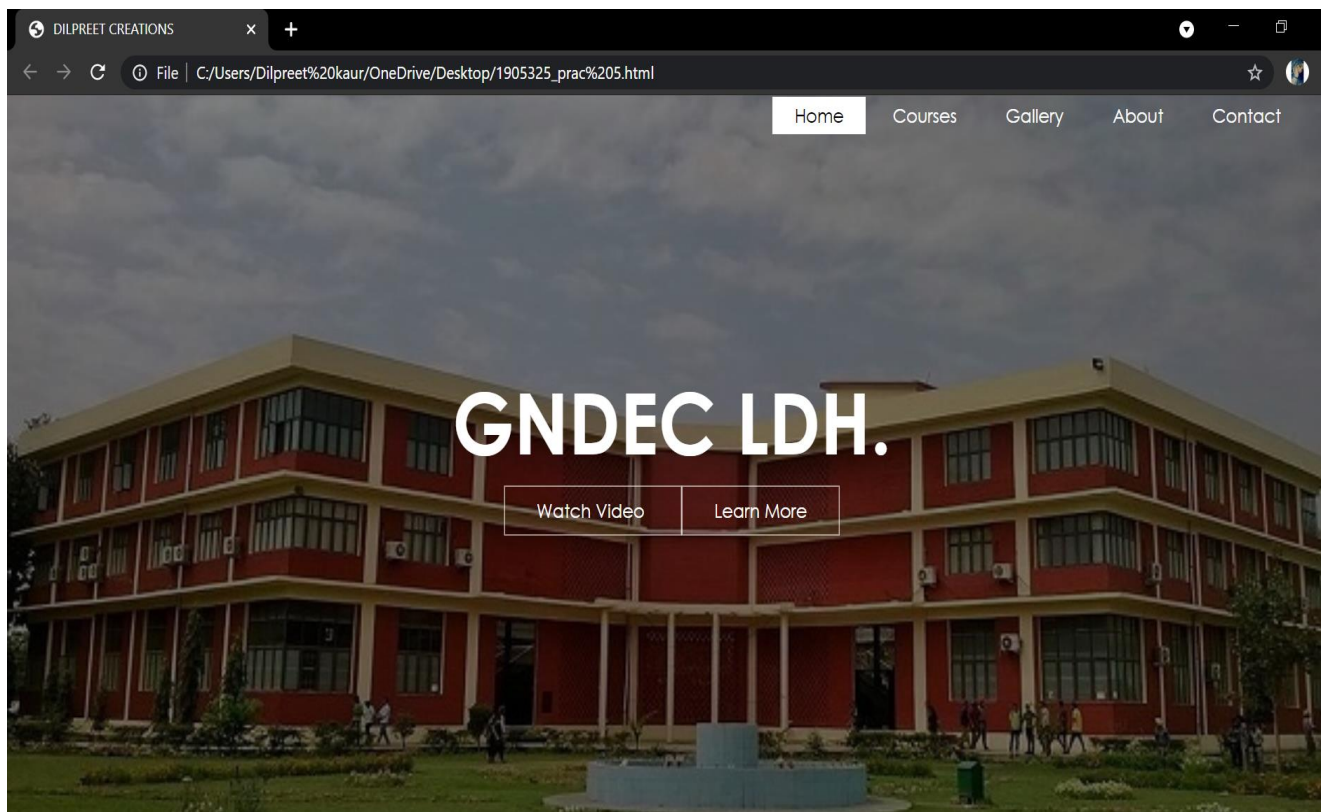 DILPREET CREATIONS
File C:/Users/Dilpreet%20kaur/OneDrive/Desktop/1905325_prac%205.html
Home Courses Gallery About Contact
GNDEC LDH.
Watch Video Learn More